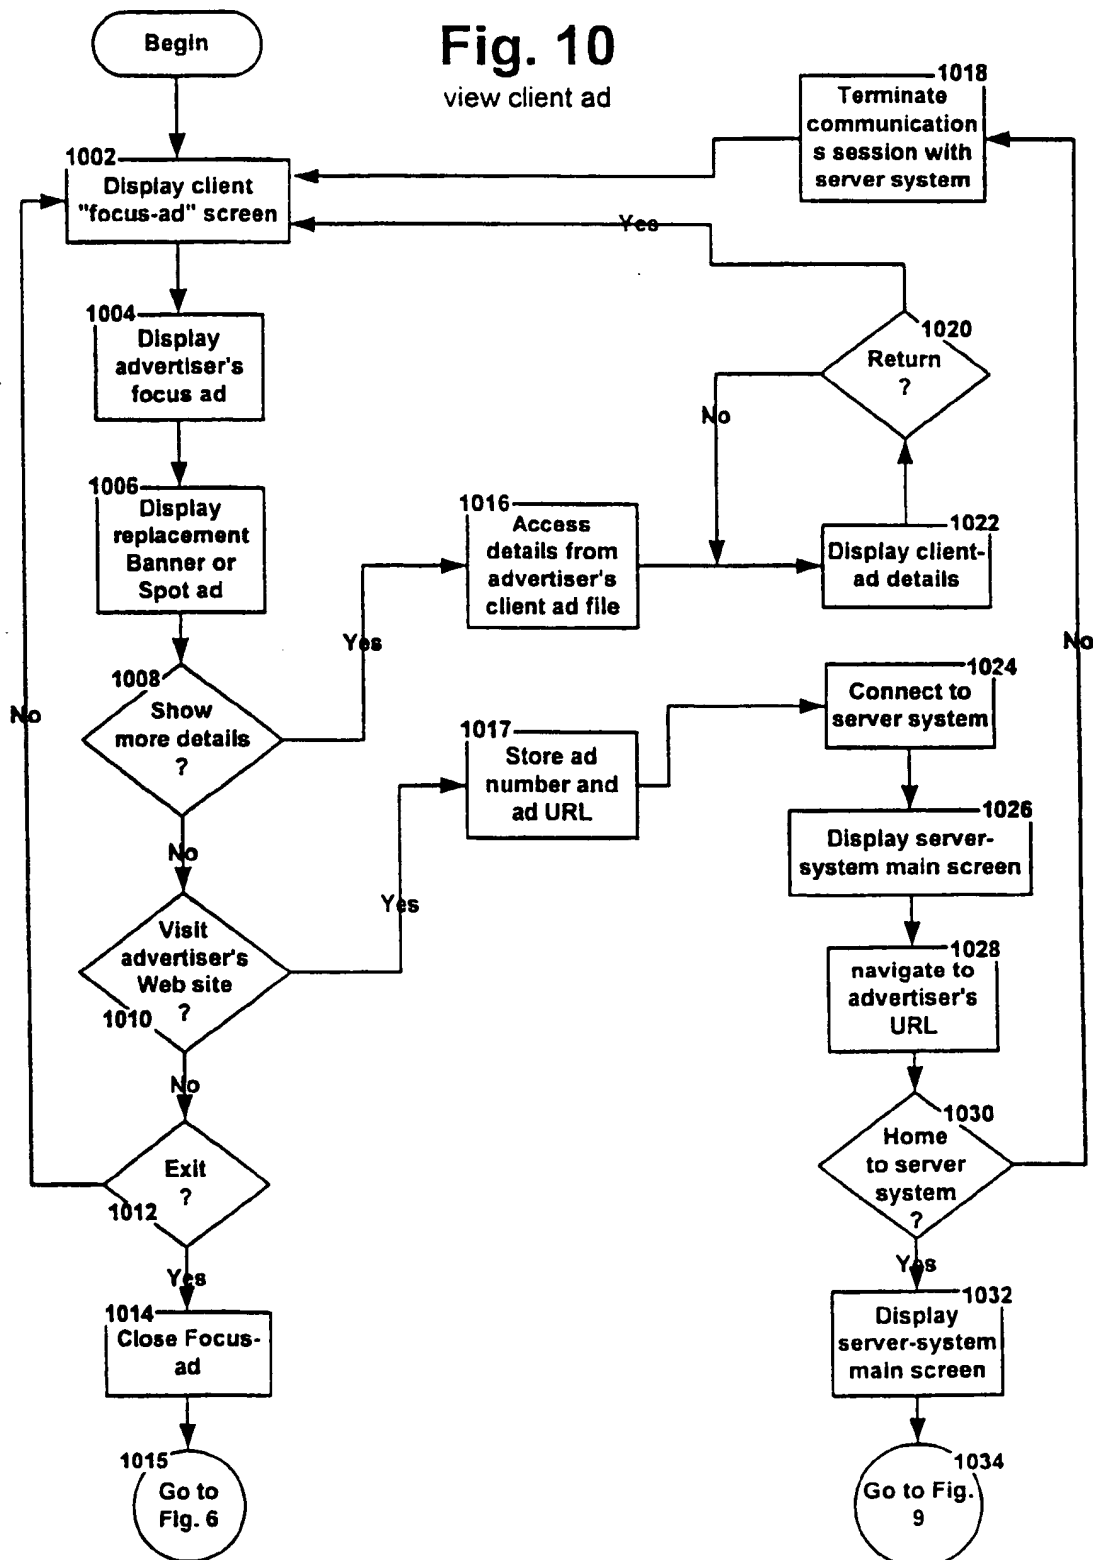 Begin
Fig. 10
view client ad
1018
Terminate
communication
s session with
server system
1002
Display client
"focus-ad" screen
Yes
1004
Display
advertiser's
focus ad
1020
Return
?
No
1006
Display
replacement
Banner or
Spot ad
1016
Access
details from
advertiser's
client ad file
1022
Display client-
ad details
Yes
No
1008
Show
more details
?
No
1017
Store ad
number and
ad URL
1024
Connect to
server system
1026
Display server-
system main screen
No
Yes
Visit
advertiser's
Web site
?
1010
1028
navigate to
advertiser's
URL
No
1030
Home
to server
system
?
Exit
?
1012
Yes
Yes
1014
Close Focus-
ad
1032
Display
server-system
main screen
1015
Go to
Fig. 6
1034
Go to Fig.
9